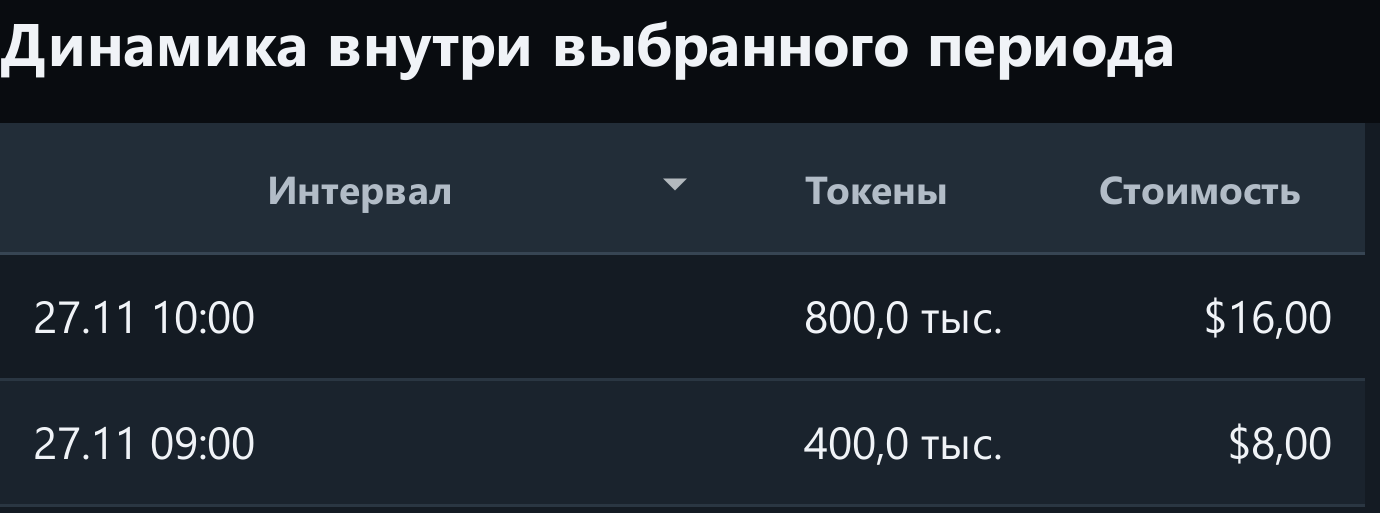 Динамика внутри выбранного периода
Интервал Токены Стоимость
27.11 10:00 800,0 тыс. $16,00
27.11 09:00 400,0 тыс. $8,00